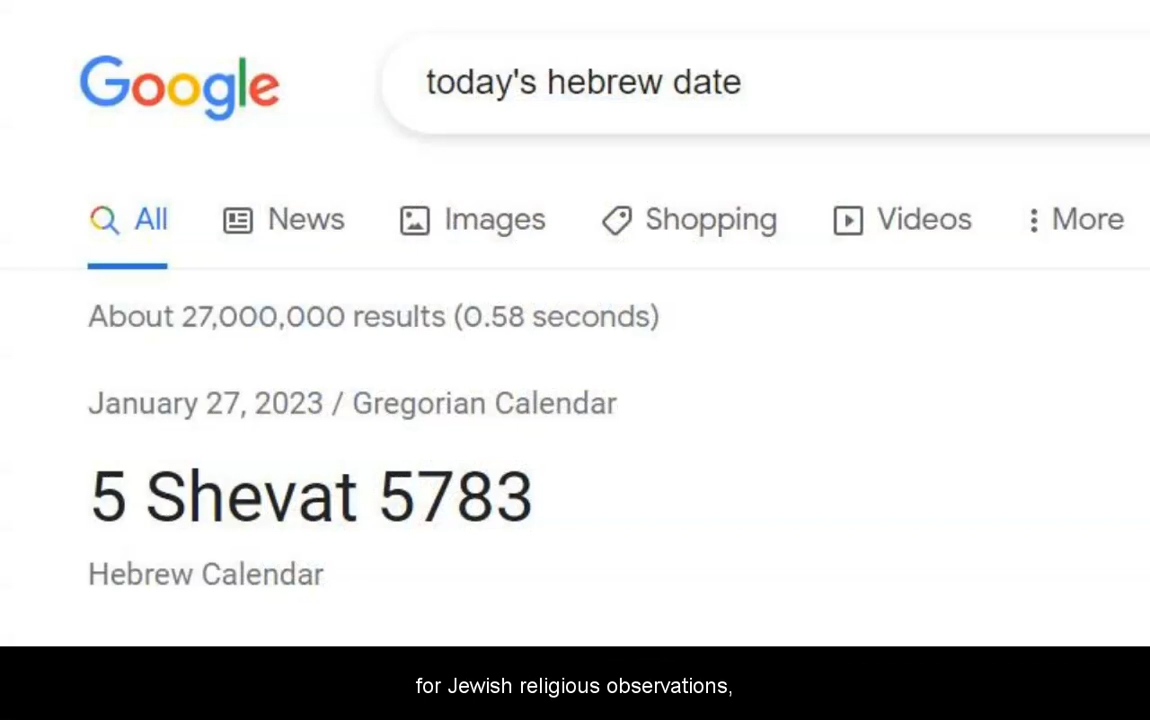 Google
today's hebrew date
All News Images Shopping Videos More
About 27,000,000 results (0.58 seconds)
January 27, 2023 / Gregorian Calendar
5 Shevat 5783
Hebrew Calendar
for Jewish religious observations,